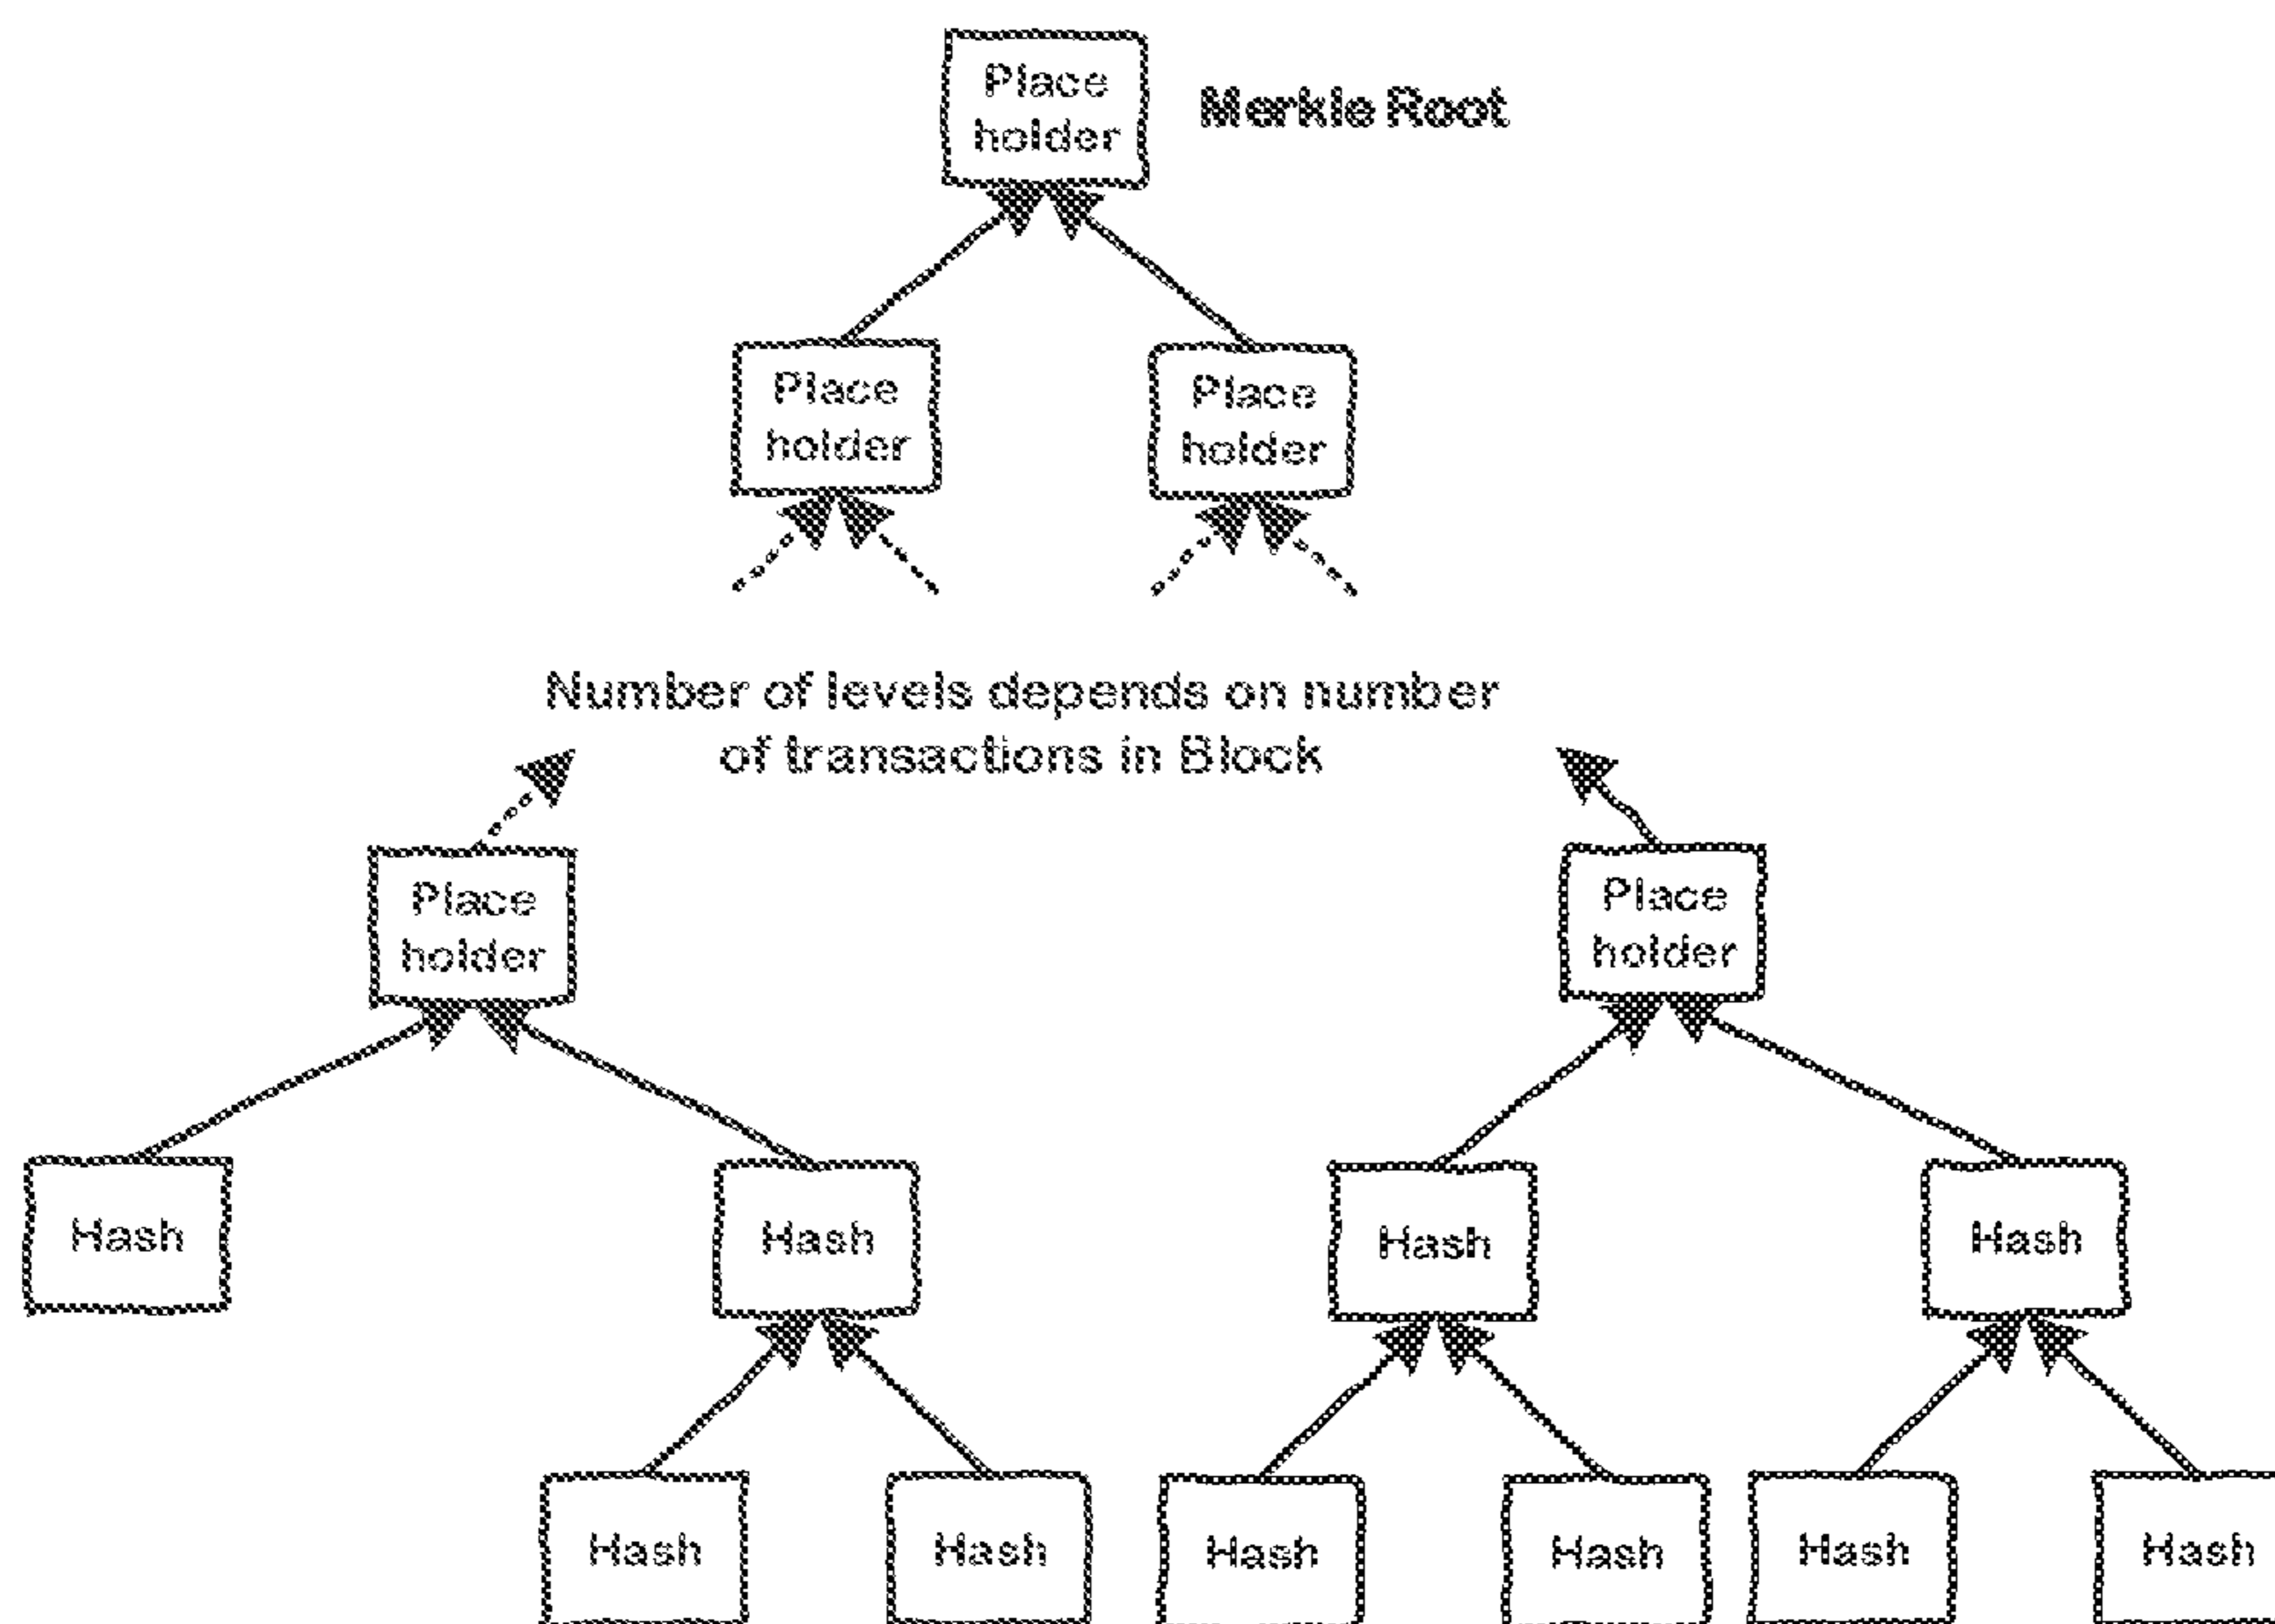 Place
holder
Merkle Root
Place
holder
Place
holder
Number of levels depends on number
of transactions in Block
Place
holder
Place
holder
Hash
Hash
Hash
Hash
Hash
Hash
Hash
Hash
Hash
Hash